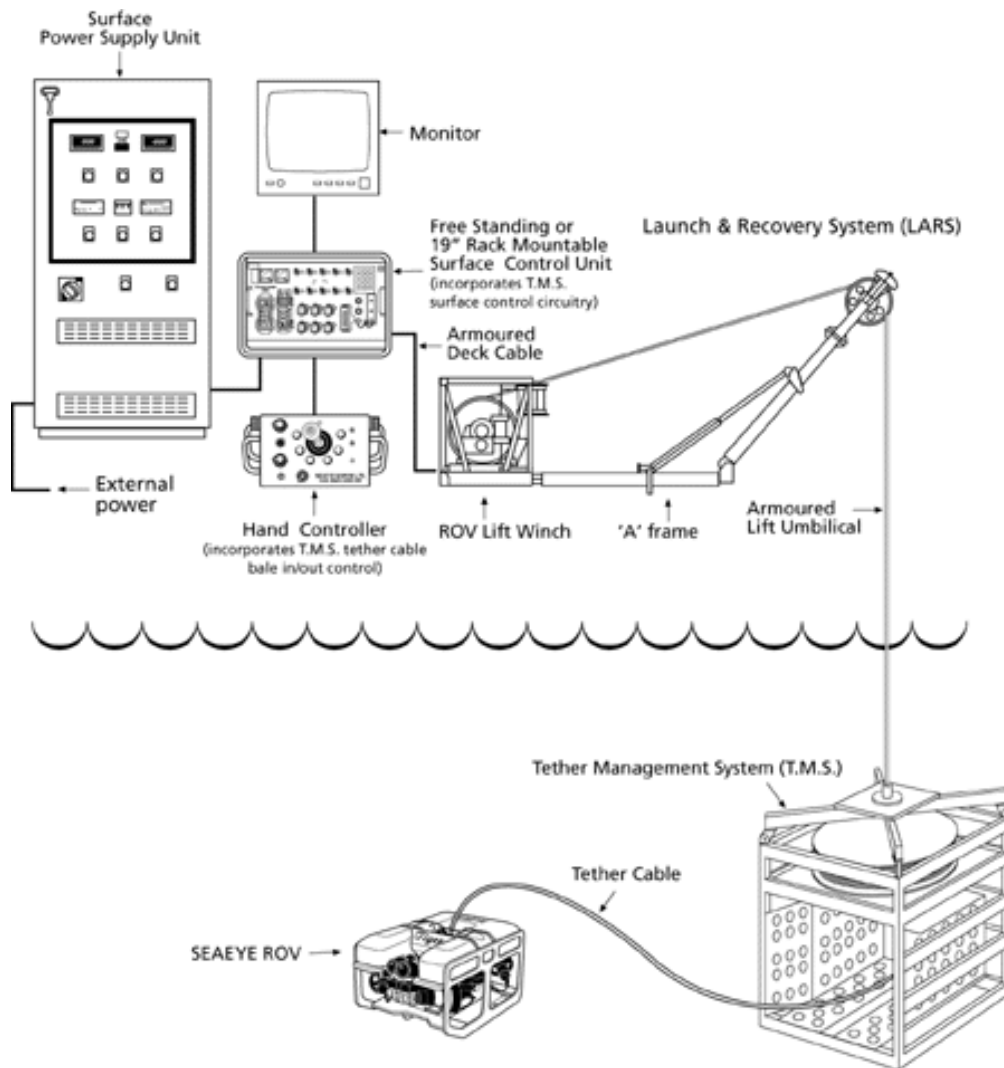 Surface
Power Supply Unit
Monitor
Free Standing or
19” Rack Mountable
Surface Control Unit
(incorporates T.M.S.
surface control circuitry)
Launch & Recovery System (LARS)
Armoured
Deck Cable
External
power
Hand Controller
(incorporates T.M.S. tether cable
bale in/out control)
ROV Lift Winch
‘A’ frame
Armoured
Lift Umbilical
Tether Management System (T.M.S.)
Tether Cable
SEAEYE ROV